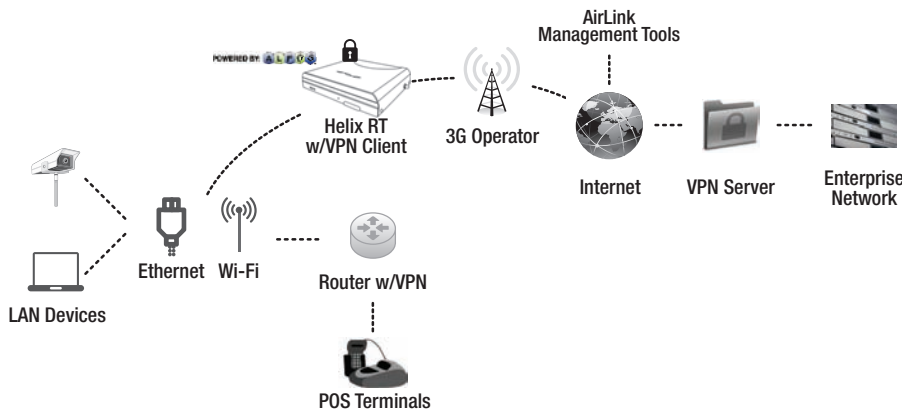 AirLink
Management Tools
POWERED BY:
ALEOS
Helix RT
w/VPN Client
3G Operator
Internet
VPN Server
Enterprise
Network
Ethernet
Wi-Fi
Router w/VPN
LAN Devices
POS Terminals